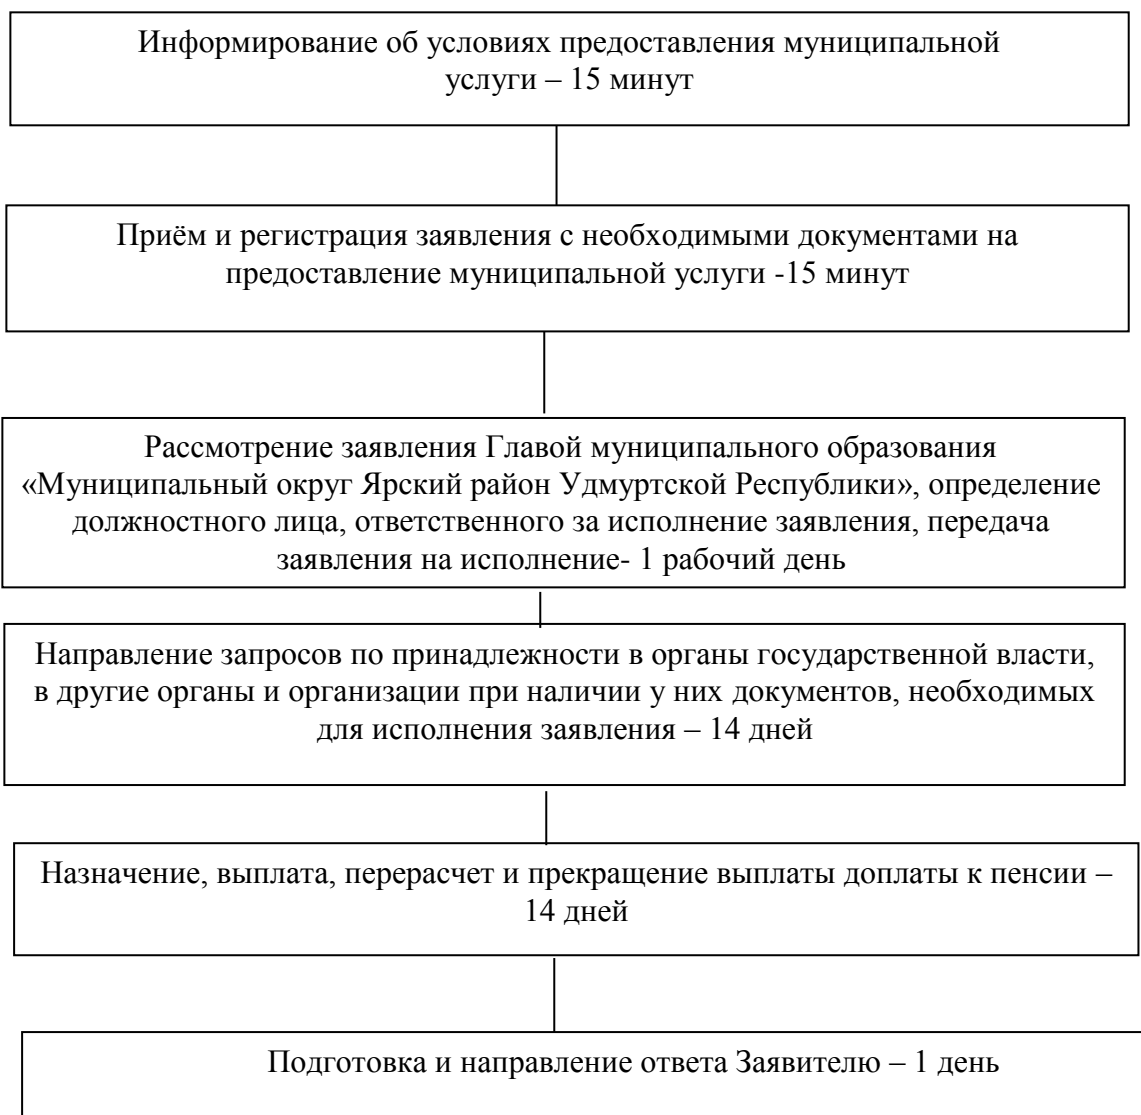 Информирование об условиях предоставления муниципальной
услуги – 15 минут
Приём и регистрация заявления с необходимыми документами на
предоставление муниципальной услуги -15 минут
Рассмотрение заявления Главой муниципального образования
«Муниципальный округ Ярский район Удмуртской Республики», определение
должностного лица, ответственного за исполнение заявления, передача
заявления на исполнение- 1 рабочий день
Направление запросов по принадлежности в органы государственной власти,
в другие органы и организации при наличии у них документов, необходимых
для исполнения заявления – 14 дней
Назначение, выплата, перерасчет и прекращение выплаты доплаты к пенсии –
14 дней
Подготовка и направление ответа Заявителю – 1 день